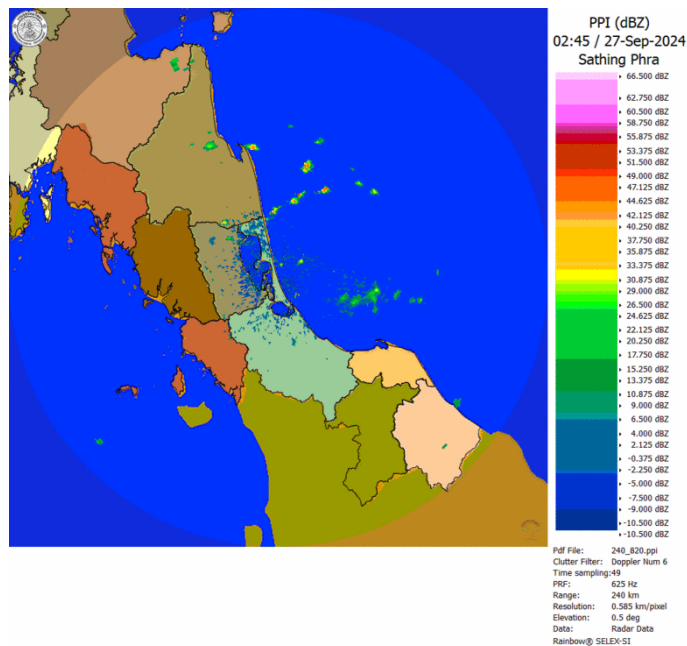 PPI (dBZ)
02:45 / 27-Sep-2024
Sathing Phra
66.500 dBZ
62.750 dBZ
60.500 dBZ
58.750 dBZ
55.875 dBZ
53.375 dBZ
51.500 dBZ
49.000 dBZ
47.125 dBZ
44.625 dBZ
42.125 dBZ
40.250 dBZ
37.750 dBZ
35.875 dBZ
33.375 dBZ
30.875 dBZ
29.000 dBZ
26.500 dBZ
24.625 dBZ
22.125 dBZ
20.250 dBZ
17.750 dBZ
15.250 dBZ
13.375 dBZ
10.875 dBZ
9.000 dBZ
6.500 dBZ
4.000 dBZ
2.125 dBZ
-0.375 dBZ
-2.250 dBZ
-5.000 dBZ
-7.500 dBZ
-9.000 dBZ
-10.500 dBZ
-10.500 dBZ
Pdf File: 240_820.ppi
Clutter Filter: Doppler Num 6
Time sampling:49
PRF: 625 Hz
Range: 240 km
Resolution: 0.585 km/pixel
Elevation: 0.5 deg
Data: Radar Data
Rainbow® SELEX-SI